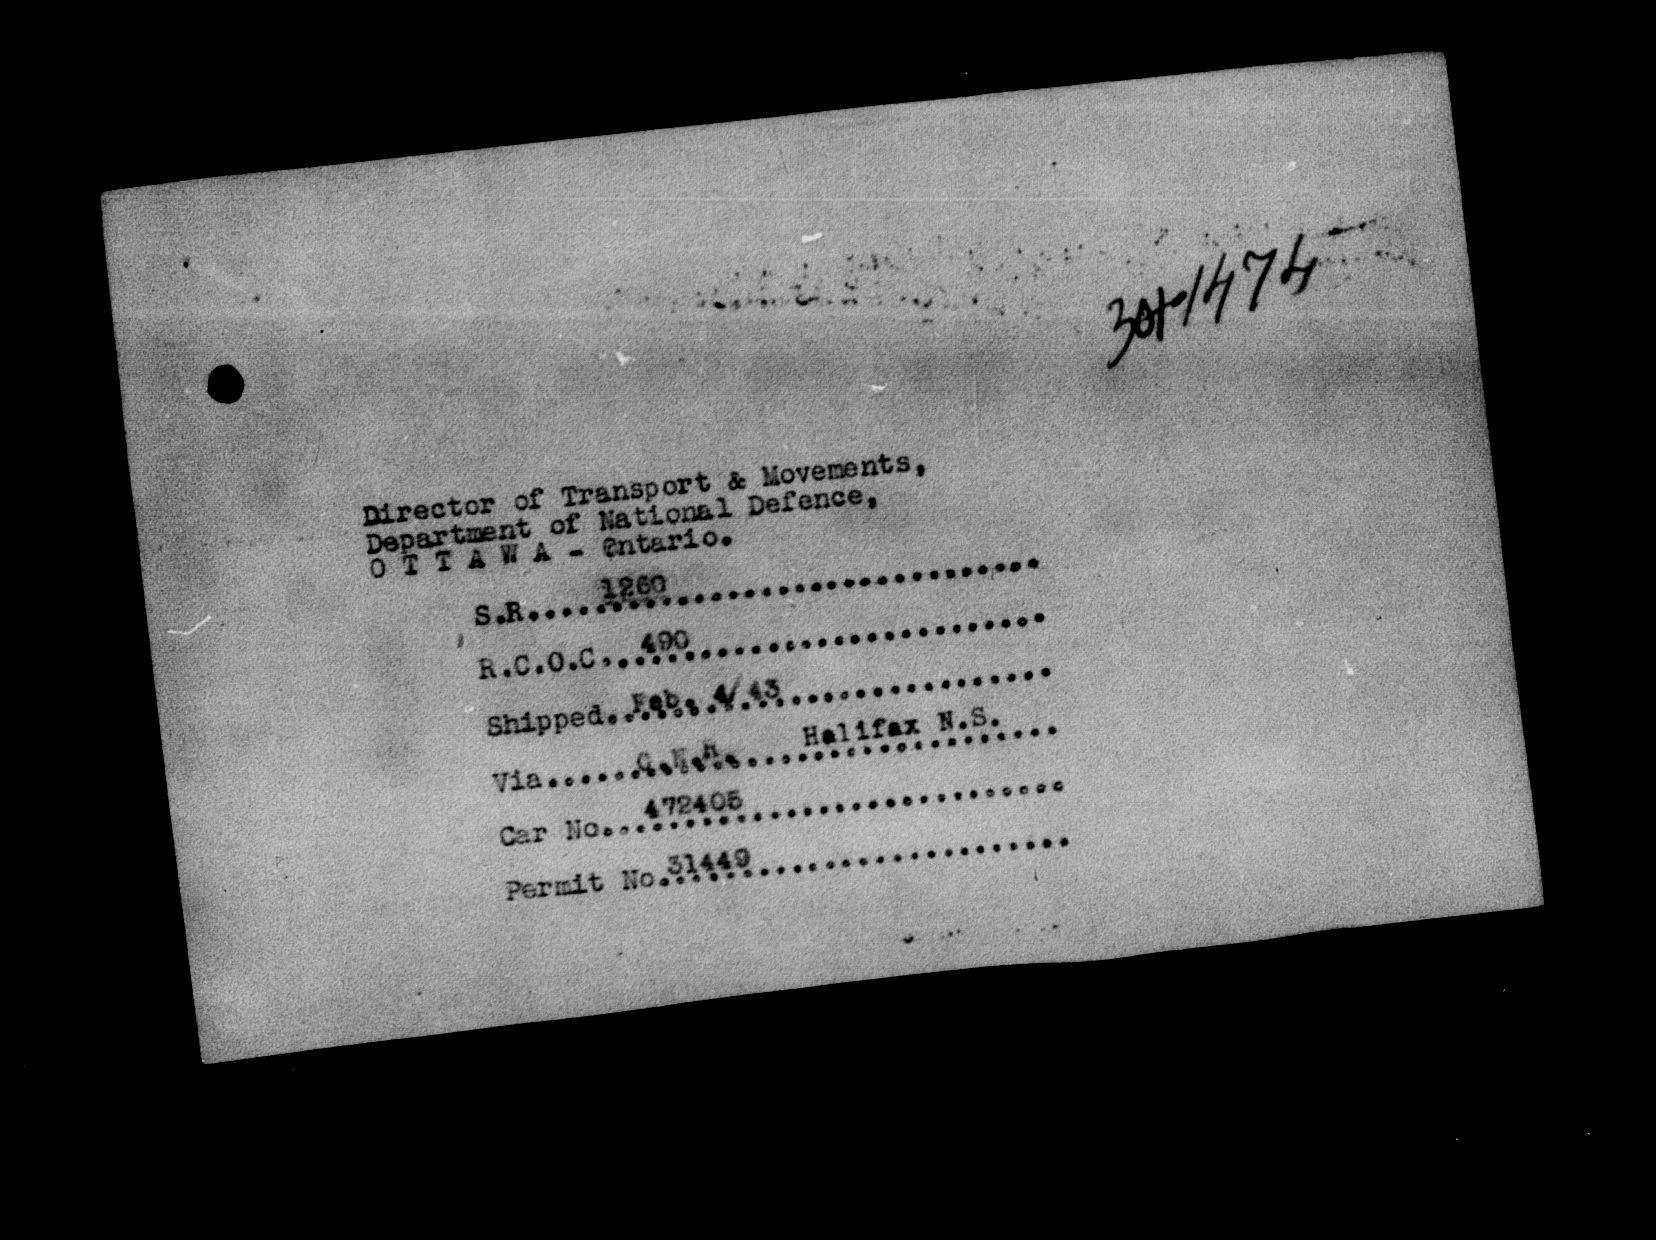 1474
Director of Transport & Movements,
Department of National Defence,
O T T A W A - Ontario.
S.R.....1260.......................
R.C.O.C...490......................
Shipped..Feb. 4/43.................
Via......C.N.R.....Halifax N.S.....
Car No...472405....................
Permit No.31449....................